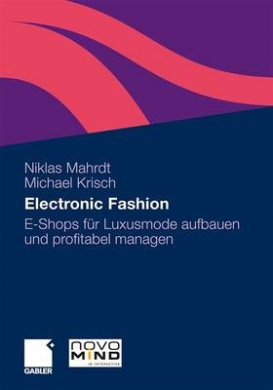 Niklas Mahrdt
Michael Krisch
Electronic Fashion
E-Shops für Luxusmode aufbauen
und profitabel managen
GABLER
novo
MIND